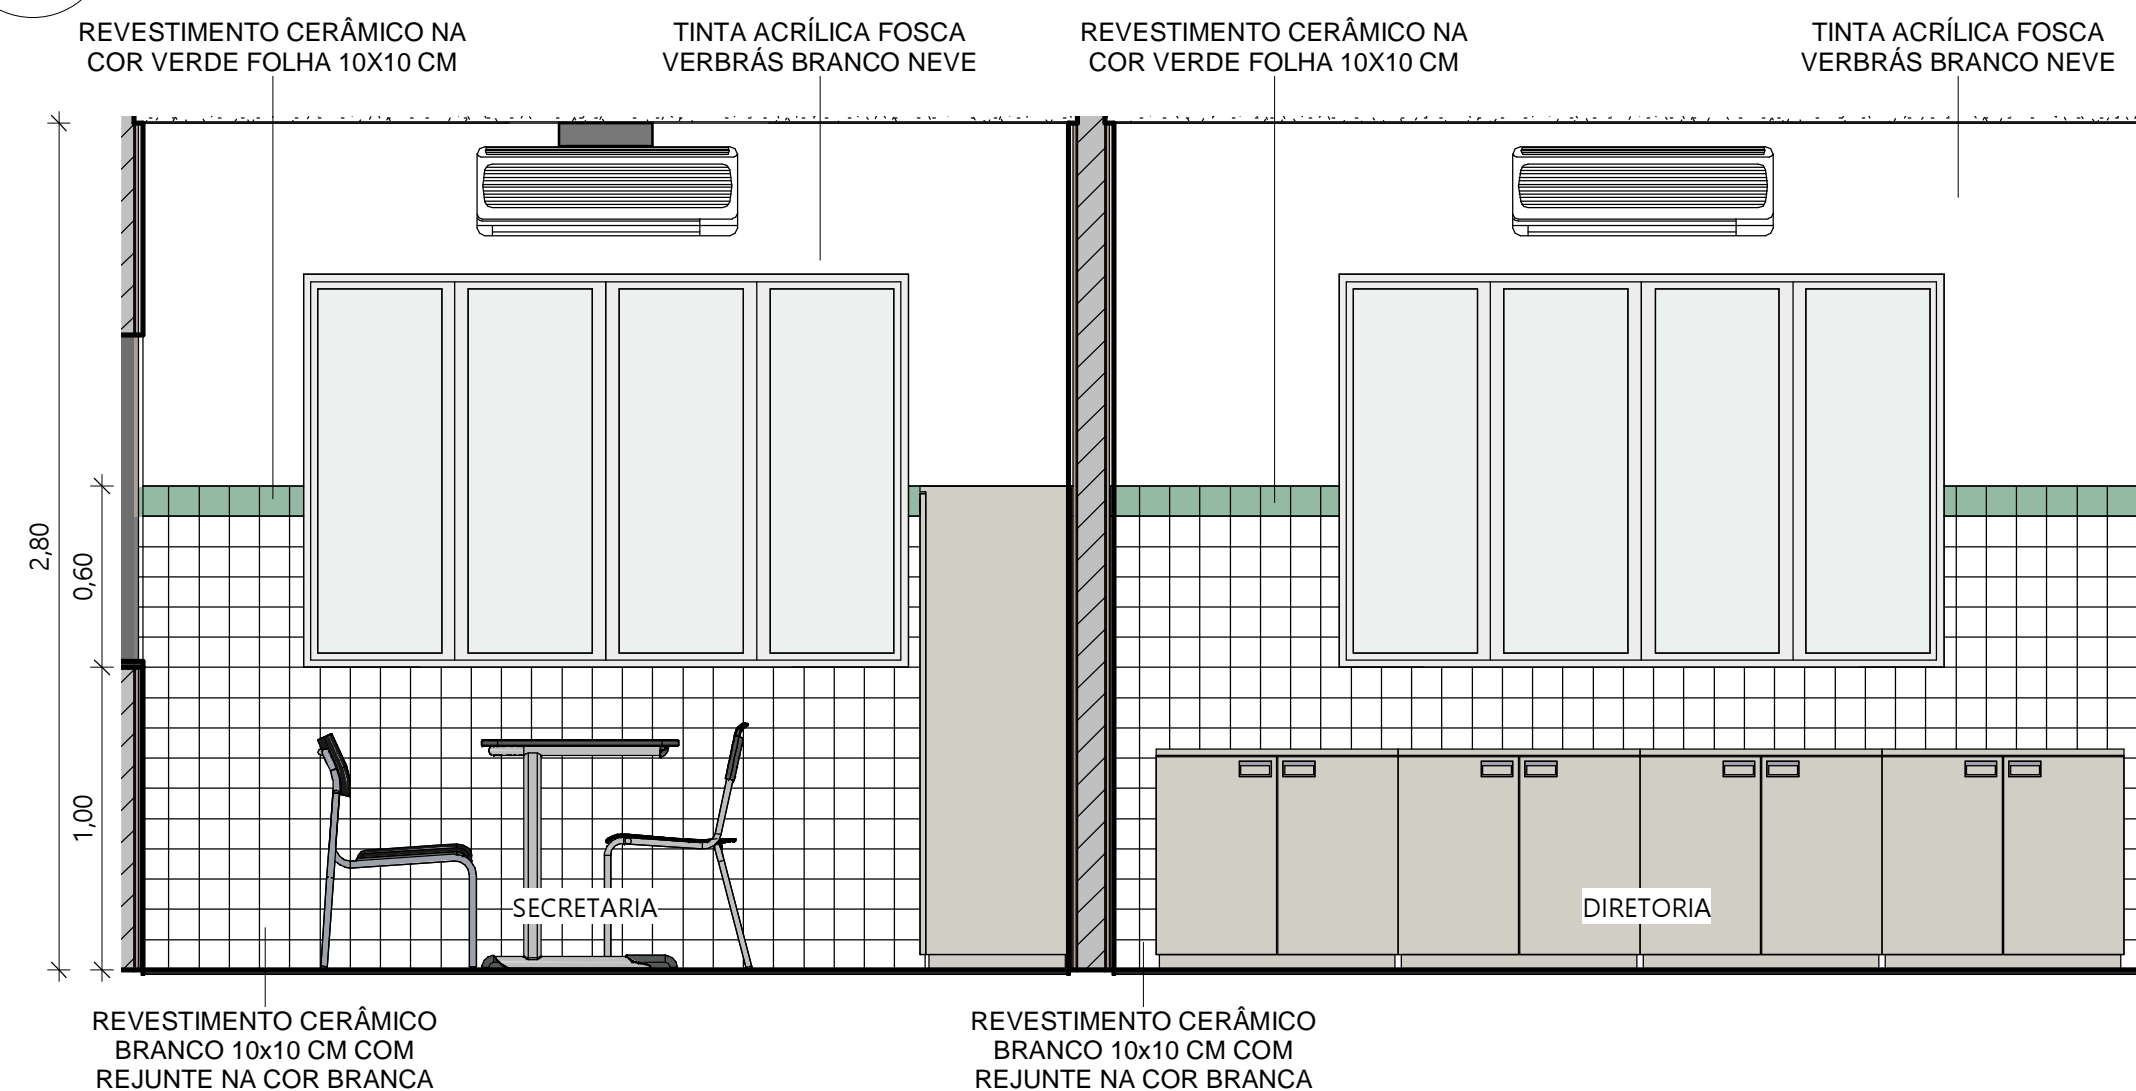 REVESTIMENTO CERÂMICO NA
COR VERDE FOLHA 10X10 CM
TINTA ACRÍLICA FOSCA
VERBRÁS BRANCO NEVE
REVESTIMENTO CERÂMICO NA
COR VERDE FOLHA 10X10 CM
TINTA ACRÍLICA FOSCA
VERBRÁS BRANCO NEVE
2,80
0,60
1,00
SECRETARIA
DIRETORIA
REVESTIMENTO CERÂMICO
BRANCO 10x10 CM COM
REJUNTE NA COR BRANCA
REVESTIMENTO CERÂMICO
BRANCO 10x10 CM COM
REJUNTE NA COR BRANCA